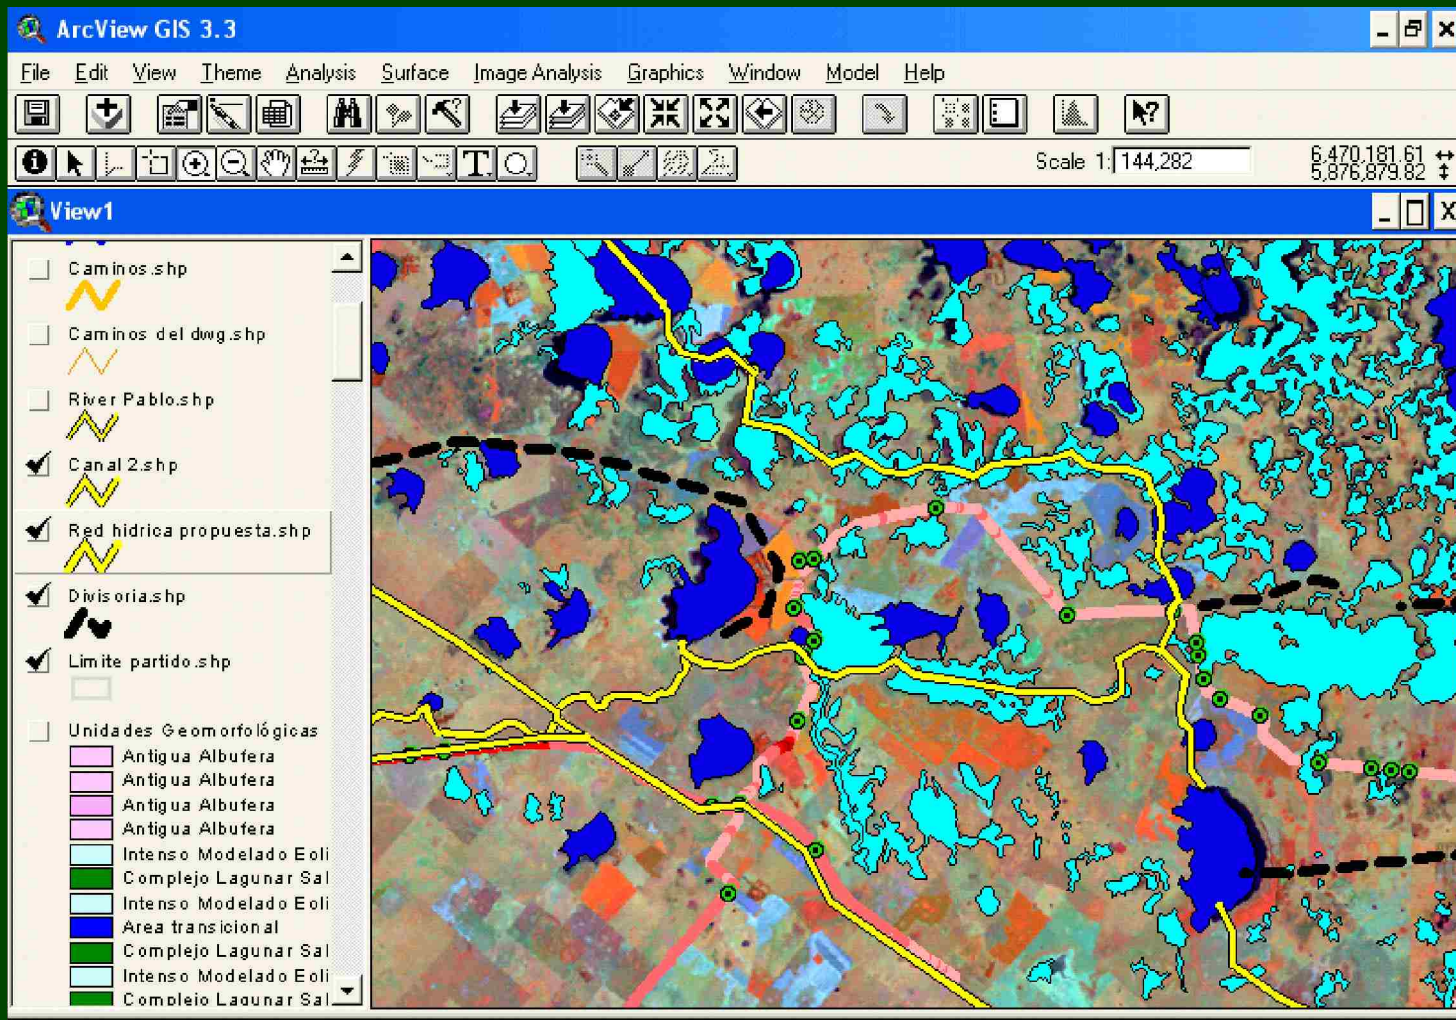 ArcView GIS 3.3
File Edit View Theme Analysis Surface Image Analysis Graphics Window Model Help
Scale 1: 144,282
6,470,181.61
5,876,879.82
View1
Caminos.shp
Caminos del dwg.shp
River Pablo.shp
Canal 2.shp
Red hidrica propuesta.shp
Divisoria.shp
Limite partido.shp
Unidades Geomorfológicas
Antigua Albufera
Antigua Albufera
Antigua Albufera
Antigua Albufera
Intenso Modelado Eoli
Complejo Lagunar Sal
Intenso Modelado Eoli
Area transicional
Complejo Lagunar Sal
Intenso Modelado Eoli
Complejo Lagunar Sal